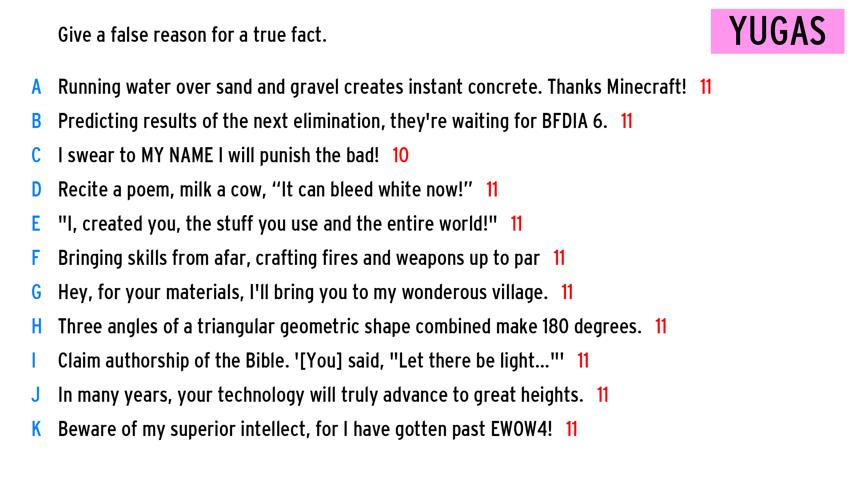 Give a false reason for a true fact.
YUGAS
A Running water over sand and gravel creates instant concrete. Thanks Minecraft! 11
B Predicting results of the next elimination, they're waiting for BFDIA 6. 11
C I swear to MY NAME I will punish the bad! 10
D Recite a poem, milk a cow, “It can bleed white now!” 11
E "I, created you, the stuff you use and the entire world!" 11
F Bringing skills from afar, crafting fires and weapons up to par 11
G Hey, for your materials, I'll bring you to my wonderous village. 11
H Three angles of a triangular geometric shape combined make 180 degrees. 11
I Claim authorship of the Bible. '[You] said, "Let there be light..."' 11
J In many years, your technology will truly advance to great heights. 11
K Beware of my superior intellect, for I have gotten past EWOW4! 11